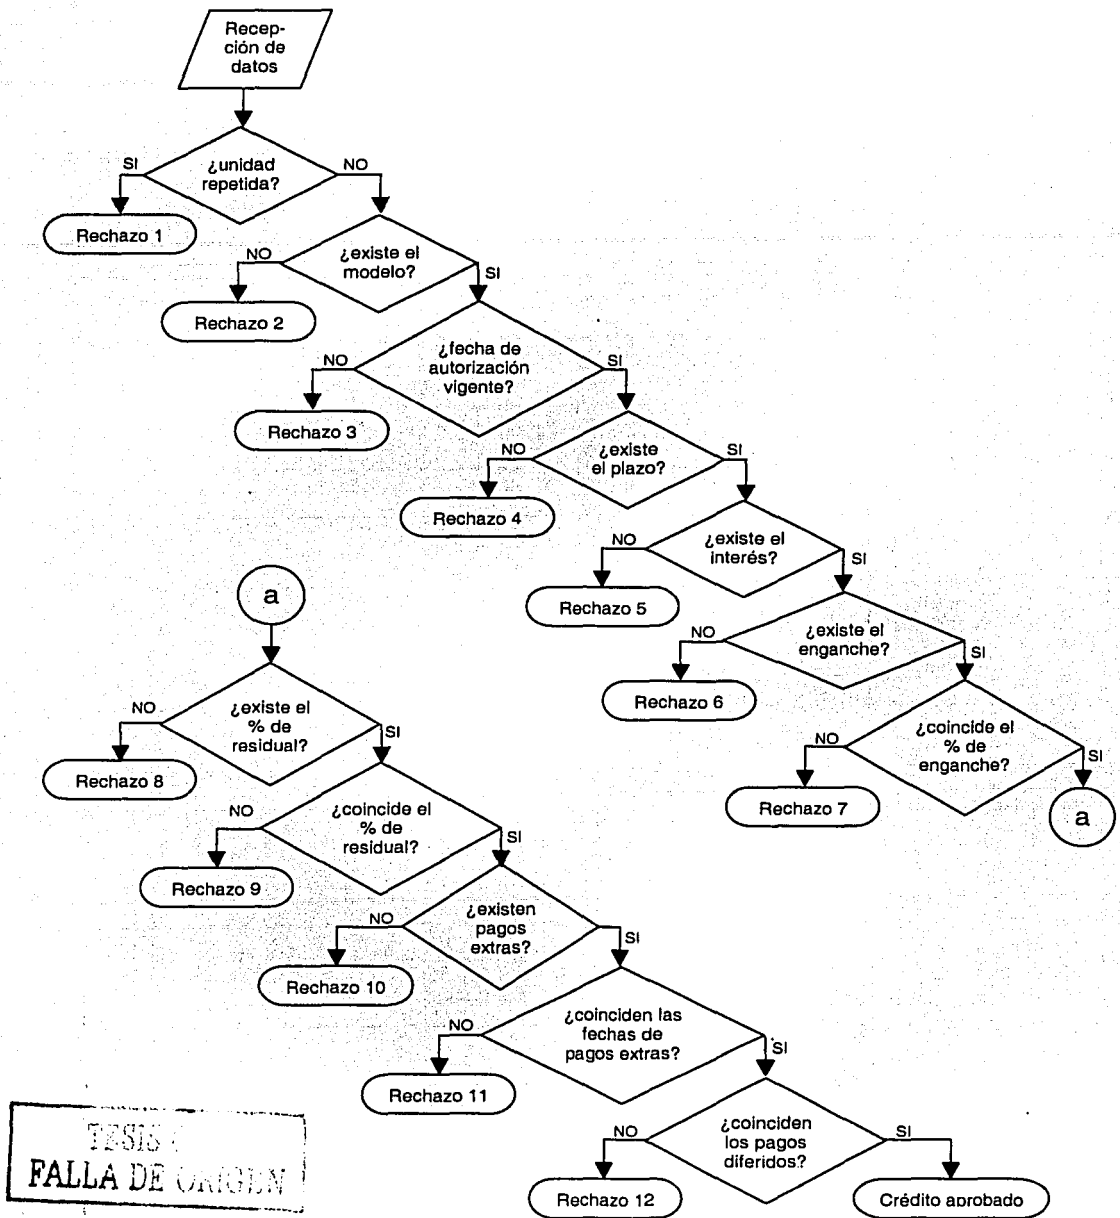 Recep-
ción de
datos
¿unidad
repetida?
SI
NO
Rechazo 1
¿existe el
modelo?
NO
SI
Rechazo 2
¿fecha de
autorización
vigente?
NO
SI
Rechazo 3
¿existe
el plazo?
NO
SI
Rechazo 4
¿existe el
interés?
NO
SI
Rechazo 5
¿existe el
enganche?
NO
SI
Rechazo 6
¿coincide el
% de
enganche?
NO
SI
Rechazo 7
a
a
¿existe el
% de
residual?
NO
SI
Rechazo 8
¿coincide el
% de
residual?
NO
SI
Rechazo 9
¿existen
pagos
extras?
NO
SI
Rechazo 10
¿coinciden las
fechas de
pagos extras?
NO
SI
Rechazo 11
¿coinciden
los pagos
diferidos?
NO
SI
Rechazo 12
Crédito aprobado
TESIS
FALLA DE ORIGEN